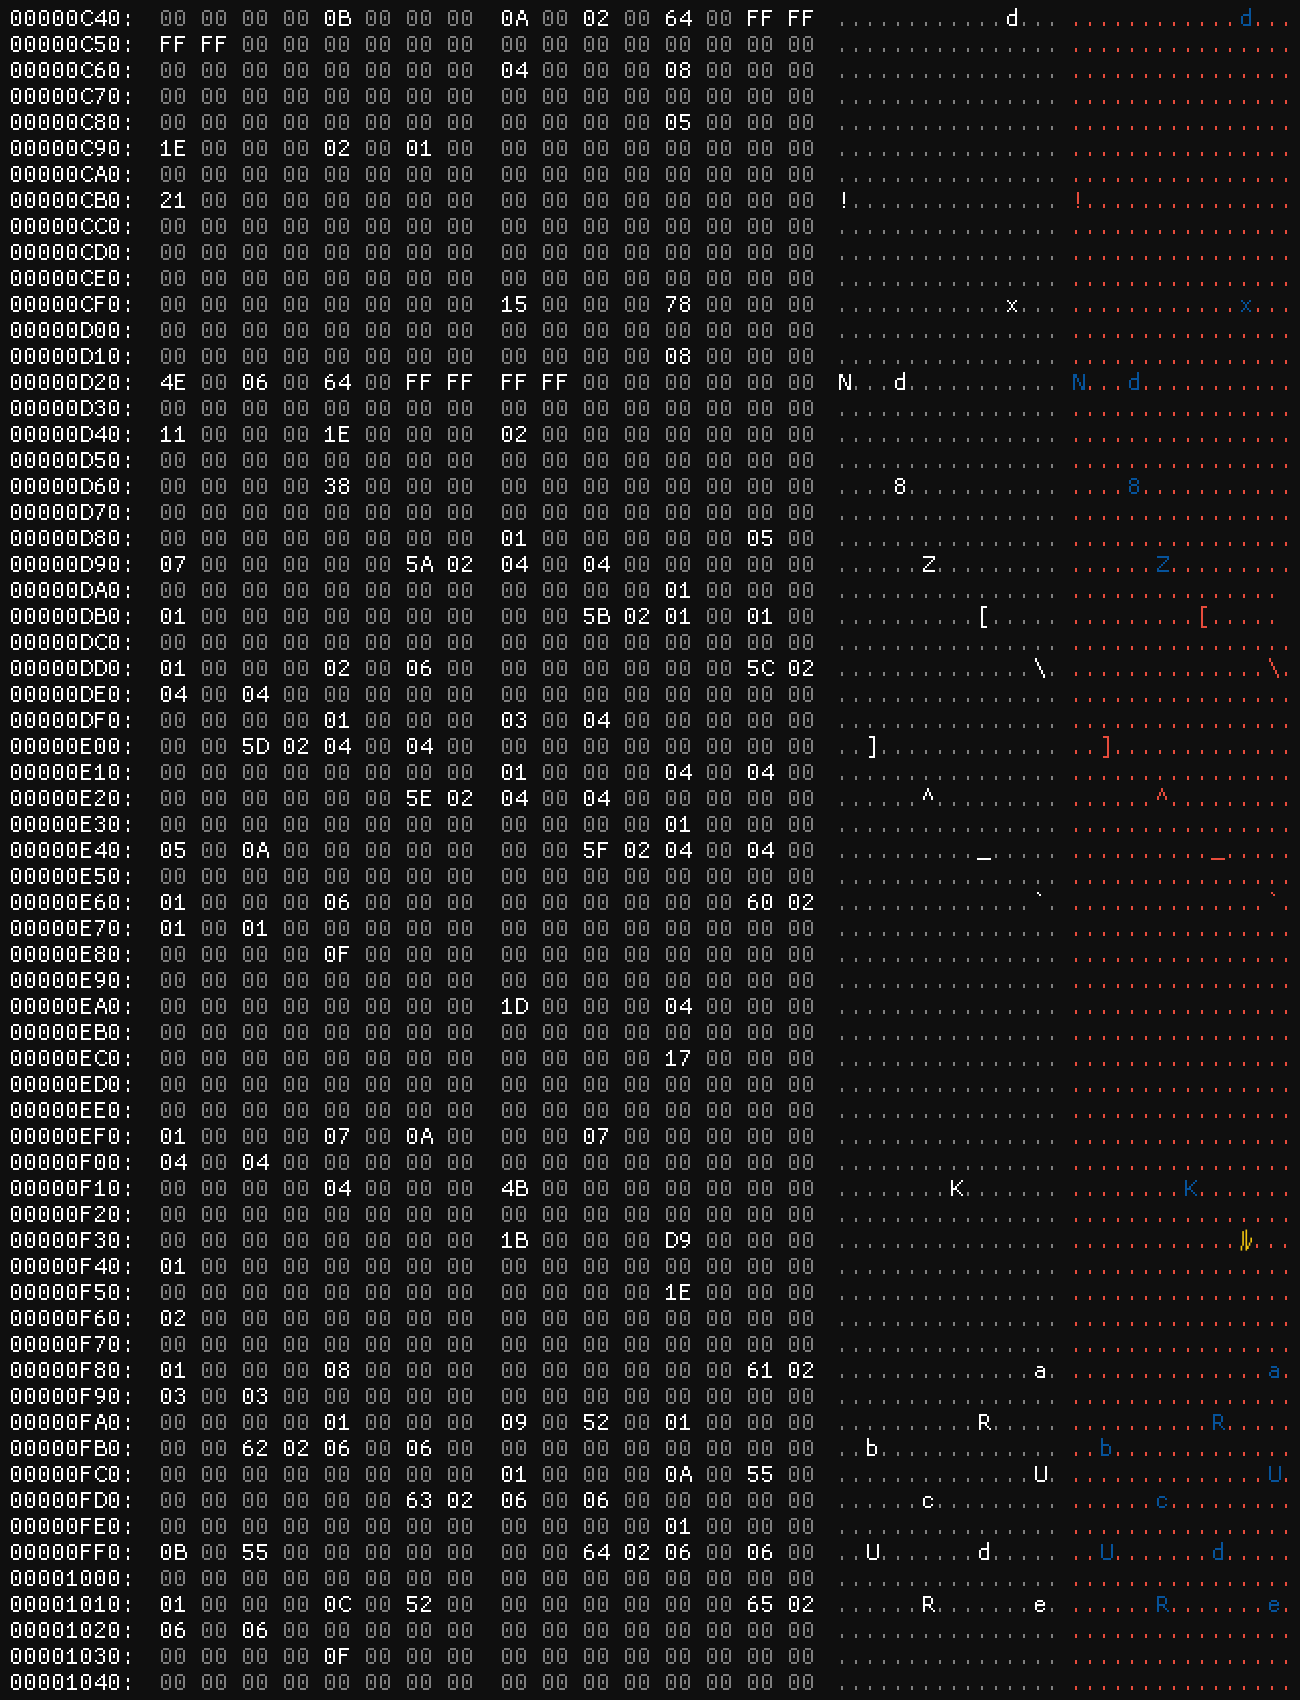 00000C40: 00 00 00 00 0B 00 00 00 0A 00 02 00 64 00 FF FF ............d... ............d...
00000C50: FF FF 00 00 00 00 00 00 00 00 00 00 00 00 00 00 ................ ................
00000C60: 00 00 00 00 00 00 00 00 04 00 00 00 08 00 00 00 ................ ................
00000C70: 00 00 00 00 00 00 00 00 00 00 00 00 00 00 00 00 ................ ................
00000C80: 00 00 00 00 00 00 00 00 00 00 00 00 05 00 00 00 ................ ................
00000C90: 1E 00 00 00 02 00 01 00 00 00 00 00 00 00 00 00 ................ ................
00000CA0: 00 00 00 00 00 00 00 00 00 00 00 00 00 00 00 00 ................ ................
00000CB0: 21 00 00 00 00 00 00 00 00 00 00 00 00 00 00 00 !............... !...............
00000CC0: 00 00 00 00 00 00 00 00 00 00 00 00 00 00 00 00 ................ ................
00000CD0: 00 00 00 00 00 00 00 00 00 00 00 00 00 00 00 00 ................ ................
00000CE0: 00 00 00 00 00 00 00 00 00 00 00 00 00 00 00 00 ................ ................
00000CF0: 00 00 00 00 00 00 00 00 15 00 00 00 78 00 00 00 ............x... ............x...
00000D00: 00 00 00 00 00 00 00 00 00 00 00 00 00 00 00 00 ................ ................
00000D10: 00 00 00 00 00 00 00 00 00 00 00 00 08 00 00 00 ................ ................
00000D20: 4E 00 06 00 64 00 FF FF FF FF 00 00 00 00 00 00 N...d........... N...d...........
00000D30: 00 00 00 00 00 00 00 00 00 00 00 00 00 00 00 00 ................ ................
00000D40: 11 00 00 00 1E 00 00 00 02 00 00 00 00 00 00 00 ................ ................
00000D50: 00 00 00 00 00 00 00 00 00 00 00 00 00 00 00 00 ................ ................
00000D60: 00 00 00 00 38 00 00 00 00 00 00 00 00 00 00 00 ....8........... ....8...........
00000D70: 00 00 00 00 00 00 00 00 00 00 00 00 00 00 00 00 ................ ................
00000D80: 00 00 00 00 00 00 00 00 01 00 00 00 00 00 05 00 ................ ................
00000D90: 07 00 00 00 00 00 5A 02 04 00 04 00 00 00 00 00 ......Z......... ......Z.........
00000DA0: 00 00 00 00 00 00 00 00 00 00 00 00 01 00 00 00 ................ ...............
00000DB0: 01 00 00 00 00 00 00 00 00 00 5B 02 01 00 01 00 ..........[..... .........[.....
00000DC0: 00 00 00 00 00 00 00 00 00 00 00 00 00 00 00 00 ................ ................
00000DD0: 01 00 00 00 02 00 06 00 00 00 00 00 00 00 5C 02 ..............\. ..............\.
00000DE0: 04 00 04 00 00 00 00 00 00 00 00 00 00 00 00 00 ................ ................
00000DF0: 00 00 00 00 01 00 00 00 03 00 04 00 00 00 00 00 ................ ................
00000E00: 00 00 5D 02 04 00 04 00 00 00 00 00 00 00 00 00 ..]............. ..].............
00000E10: 00 00 00 00 00 00 00 00 01 00 00 00 04 00 04 00 ................ ................
00000E20: 00 00 00 00 00 00 5E 02 04 00 04 00 00 00 00 00 ......^......... ......^.........
00000E30: 00 00 00 00 00 00 00 00 00 00 00 00 01 00 00 00 ................ ................
00000E40: 05 00 0A 00 00 00 00 00 00 00 5F 02 04 00 04 00 .........._..... .........._.....
00000E50: 00 00 00 00 00 00 00 00 00 00 00 00 00 00 00 00 ................ ................
00000E60: 01 00 00 00 06 00 00 00 00 00 00 00 00 00 60 02 ..............`. ..............`.
00000E70: 01 00 01 00 00 00 00 00 00 00 00 00 00 00 00 00 ................ ................
00000E80: 00 00 00 00 0F 00 00 00 00 00 00 00 00 00 00 00 ................ ................
00000E90: 00 00 00 00 00 00 00 00 00 00 00 00 00 00 00 00 ................ ................
00000EA0: 00 00 00 00 00 00 00 00 1D 00 00 00 04 00 00 00 ................ ................
00000EB0: 00 00 00 00 00 00 00 00 00 00 00 00 00 00 00 00 ................ ................
00000EC0: 00 00 00 00 00 00 00 00 00 00 00 00 17 00 00 00 ................ ................
00000ED0: 00 00 00 00 00 00 00 00 00 00 00 00 00 00 00 00 ................ ................
00000EE0: 00 00 00 00 00 00 00 00 00 00 00 00 00 00 00 00 ................ ................
00000EF0: 01 00 00 00 07 00 0A 00 00 00 07 00 00 00 00 00 ................ ................
00000F00: 04 00 04 00 00 00 00 00 00 00 00 00 00 00 00 00 ................ ................
00000F10: 00 00 00 00 04 00 00 00 4B 00 00 00 00 00 00 00 ........K....... ........K.......
00000F20: 00 00 00 00 00 00 00 00 00 00 00 00 00 00 00 00 ................ ................
00000F30: 00 00 00 00 00 00 00 00 1B 00 00 00 D9 00 00 00 ................ ...............
00000F40: 01 00 00 00 00 00 00 00 00 00 00 00 00 00 00 00 ................ ................
00000F50: 00 00 00 00 00 00 00 00 00 00 00 00 1E 00 00 00 ................ ................
00000F60: 02 00 00 00 00 00 00 00 00 00 00 00 00 00 00 00 ................ ................
00000F70: 00 00 00 00 00 00 00 00 00 00 00 00 00 00 00 00 ................ ................
00000F80: 01 00 00 00 08 00 00 00 00 00 00 00 00 00 61 02 ..............a. ..............a.
00000F90: 03 00 03 00 00 00 00 00 00 00 00 00 00 00 00 00 ................ ................
00000FA0: 00 00 00 00 01 00 00 00 09 00 52 00 01 00 00 00 ..........R..... ..........R.....
00000FB0: 00 00 62 02 06 00 06 00 00 00 00 00 00 00 00 00 ..b............. ..b.............
00000FC0: 00 00 00 00 00 00 00 00 01 00 00 00 0A 00 55 00 ..............U. ..............U.
00000FD0: 00 00 00 00 00 00 63 02 06 00 06 00 00 00 00 00 ......c......... ......c.........
00000FE0: 00 00 00 00 00 00 00 00 00 00 00 00 01 00 00 00 ................ ................
00000FF0: 0B 00 55 00 00 00 00 00 00 00 64 02 06 00 06 00 ..U.......d..... ..U.......d.....
00001000: 00 00 00 00 00 00 00 00 00 00 00 00 00 00 00 00 ................ ................
00001010: 01 00 00 00 0C 00 52 00 00 00 00 00 00 00 65 02 ......R.......e. ......R.......e.
00001020: 06 00 06 00 00 00 00 00 00 00 00 00 00 00 00 00 ................ ................
00001030: 00 00 00 00 0F 00 00 00 00 00 00 00 00 00 00 00 ................ ................
00001040: 00 00 00 00 00 00 00 00 00 00 00 00 00 00 00 00 ................ ................